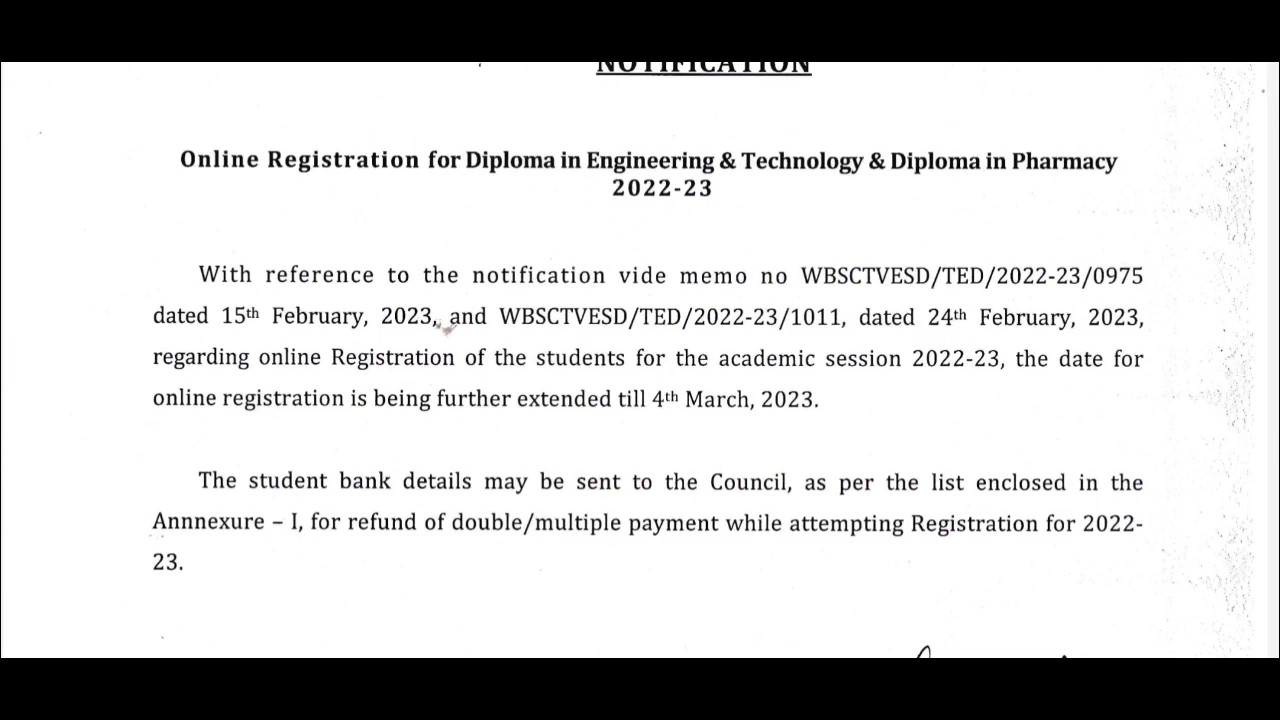 NOTIFICATION
Online Registration for Diploma in Engineering & Technology & Diploma in Pharmacy
2022-23
With reference to the notification vide memo no WBSCTVESD/TED/2022-23/0975
dated 15th February, 2023, and WBSCTVESD/TED/2022-23/1011, dated 24th February, 2023,
regarding online Registration of the students for the academic session 2022-23, the date for
online registration is being further extended till 4th March, 2023.
The student bank details may be sent to the Council, as per the list enclosed in the
Annnexure – I, for refund of double/multiple payment while attempting Registration for 2022-
23.